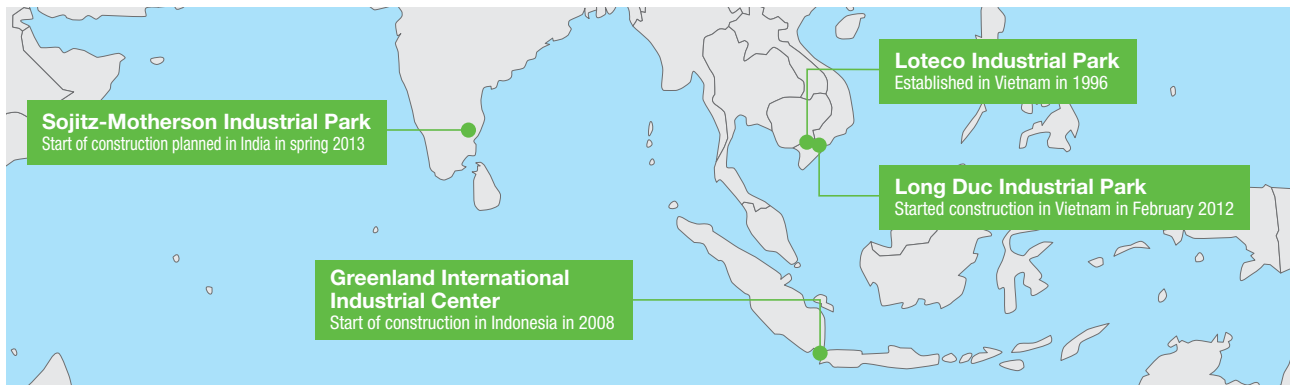 Sojitz-Motherson Industrial Park
Start of construction planned in India in spring 2013
Loteco Industrial Park
Established in Vietnam in 1996
Long Duc Industrial Park
Started construction in Vietnam in February 2012
Greenland International
Industrial Center
Start of construction in Indonesia in 2008